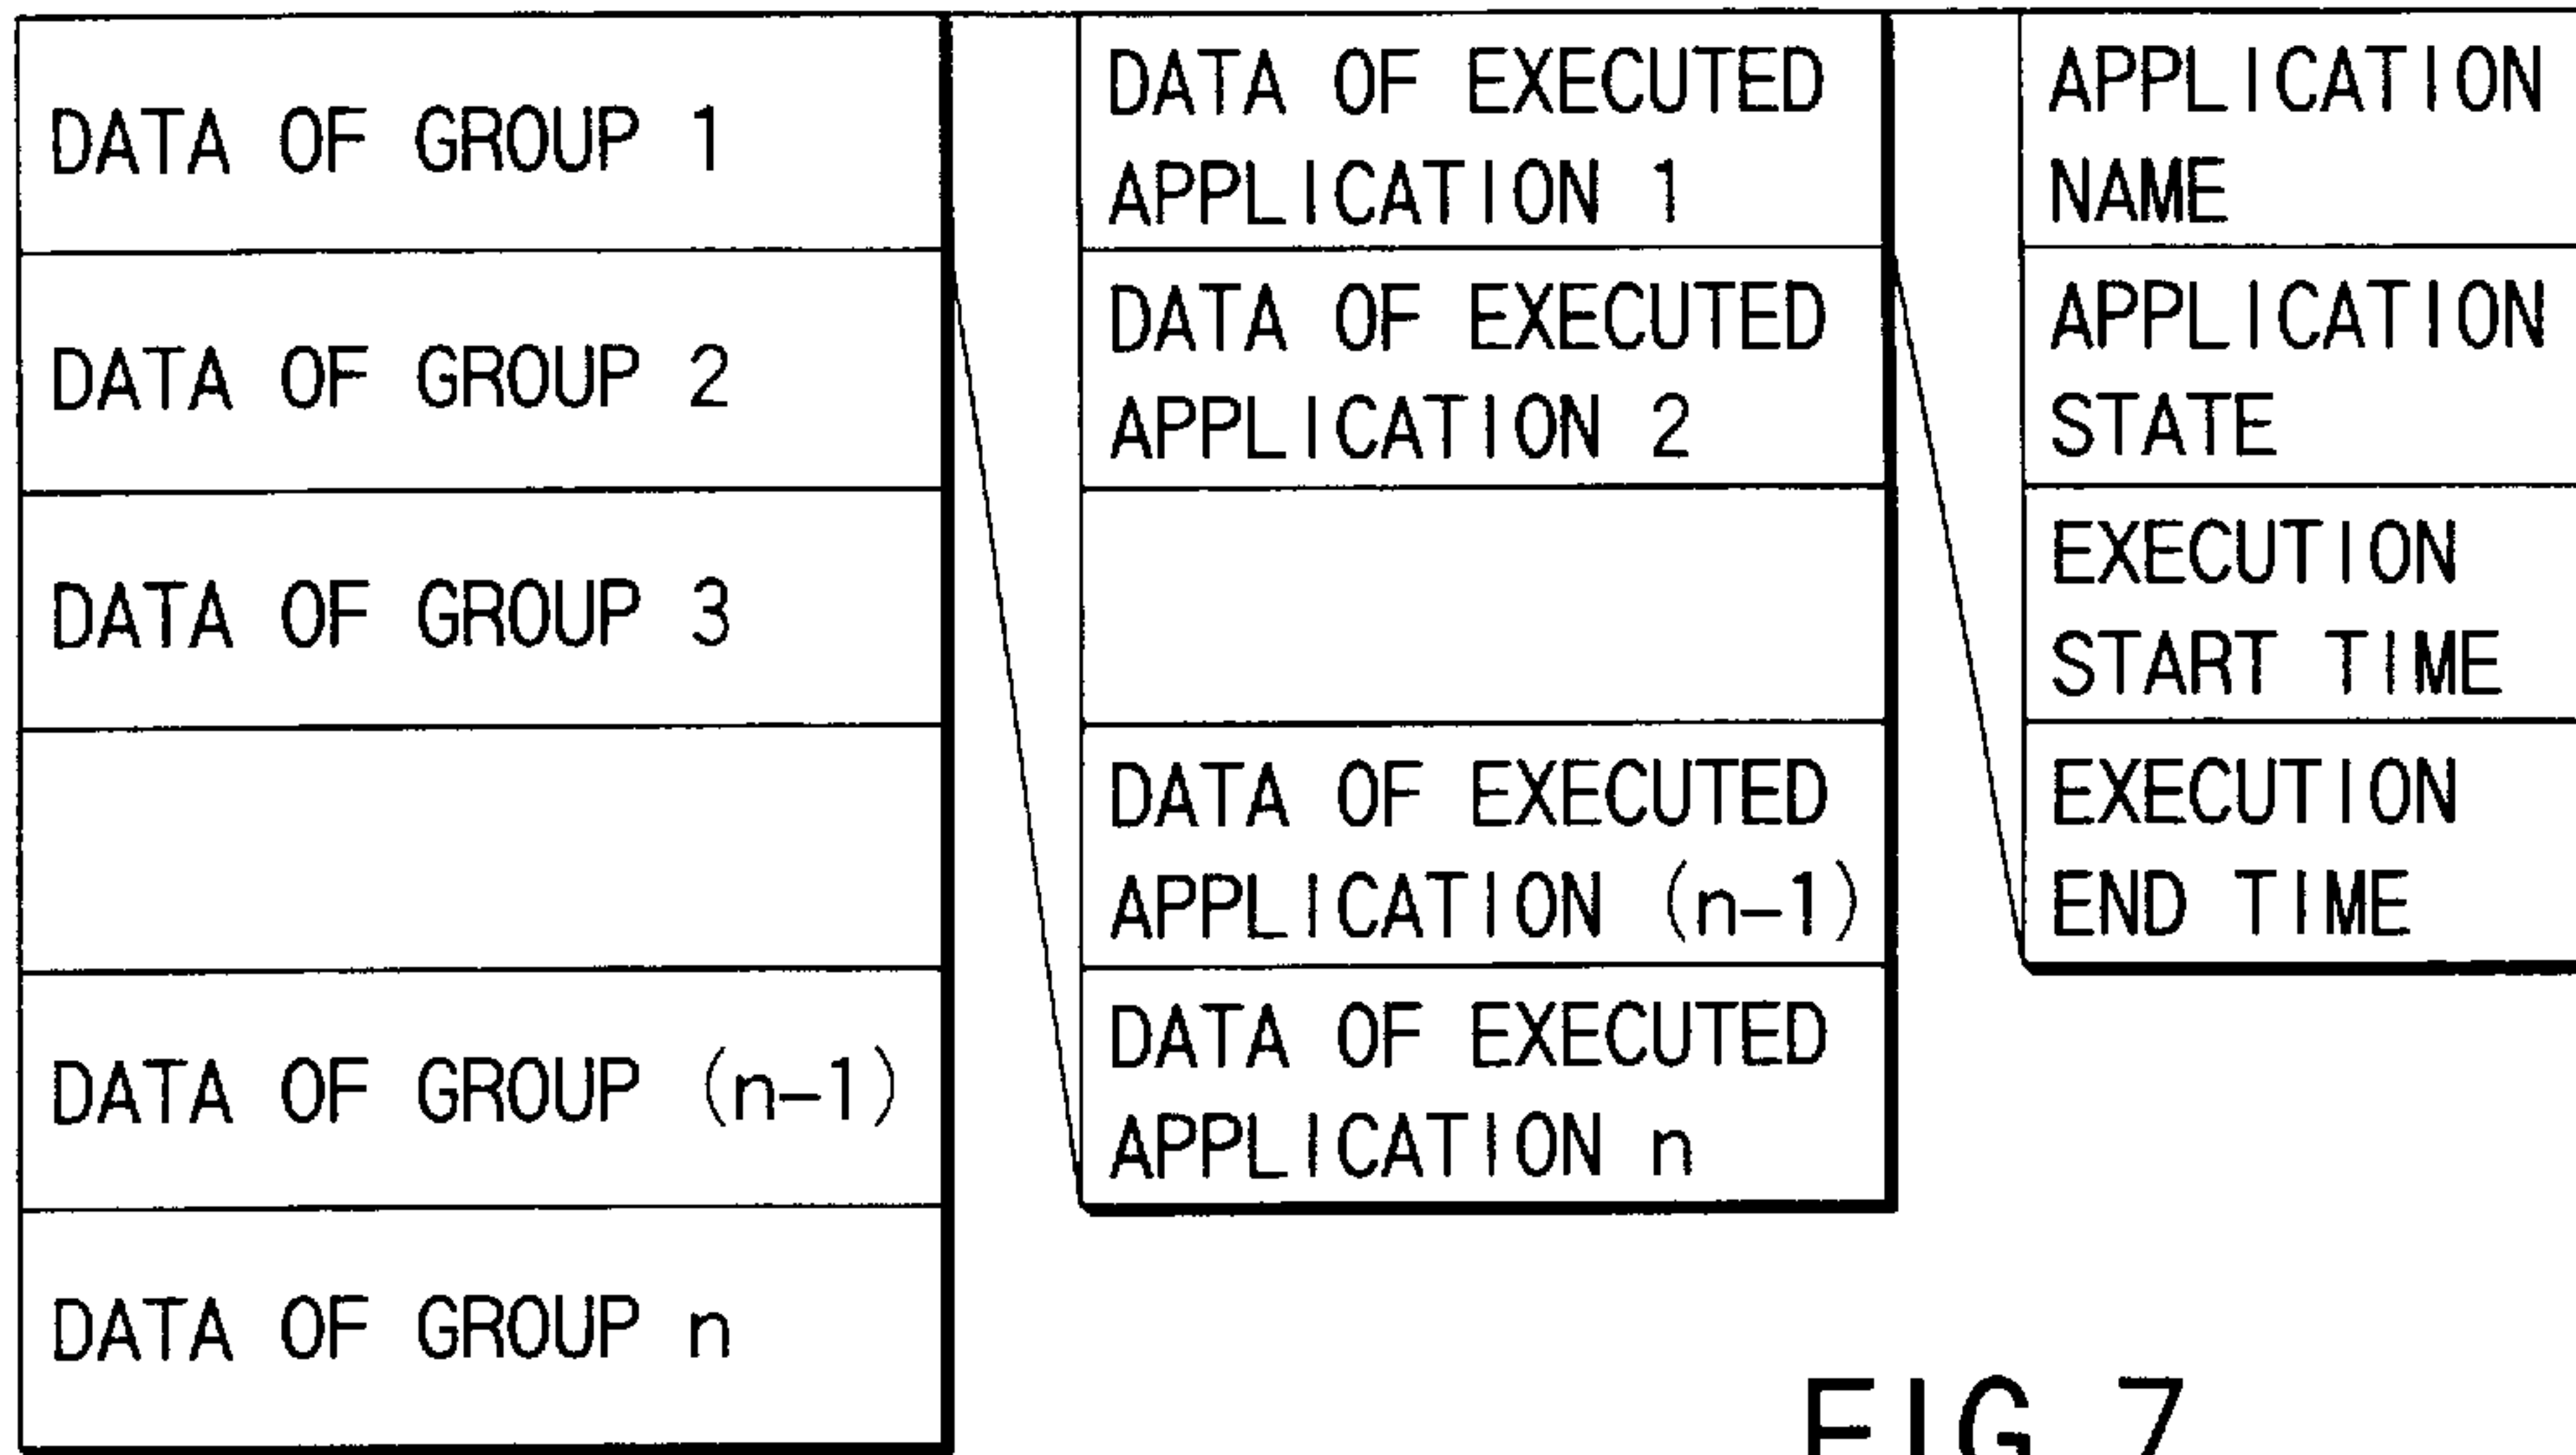 DATA OF GROUP 1
DATA OF GROUP 2
DATA OF GROUP 3
DATA OF GROUP (n-1)
DATA OF GROUP n
DATA OF EXECUTED
APPLICATION 1
DATA OF EXECUTED
APPLICATION 2
DATA OF EXECUTED
APPLICATION (n-1)
DATA OF EXECUTED
APPLICATION n
APPLICATION
NAME
APPLICATION
STATE
EXECUTION
START TIME
EXECUTION
END TIME
FIG.7